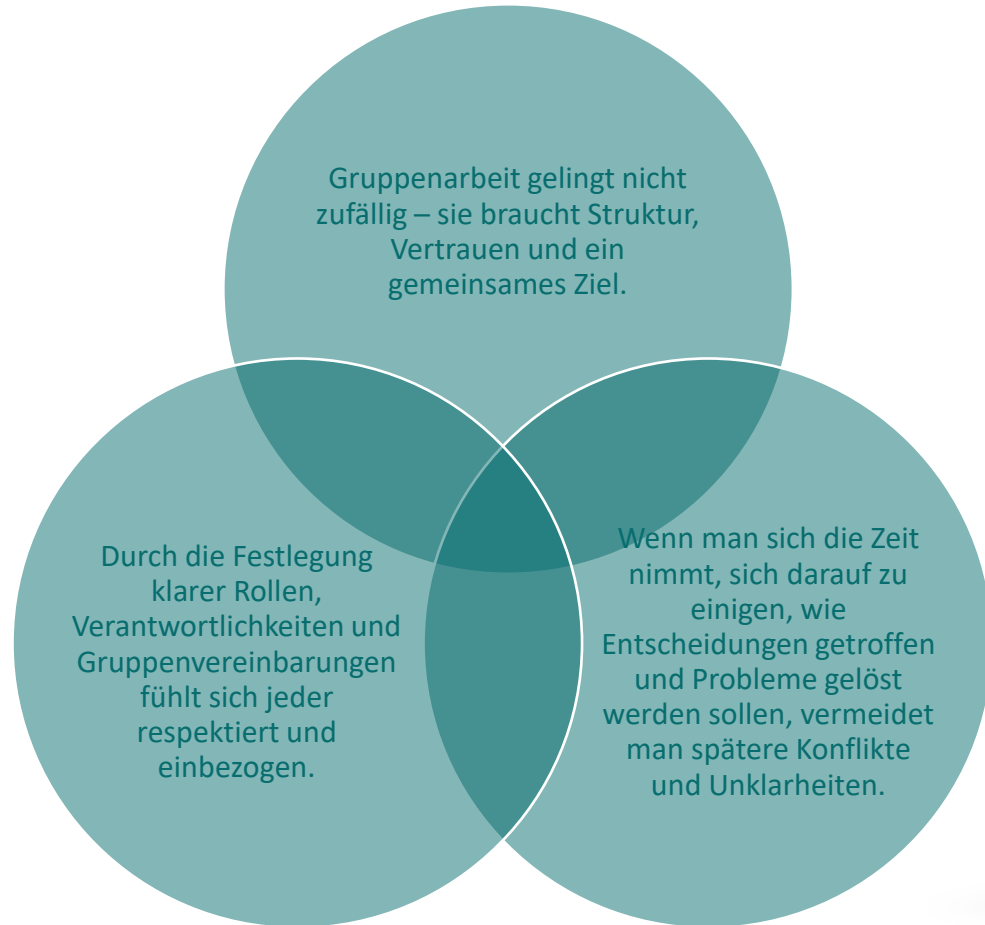 Gruppenarbeit gelingt nicht
zufällig – sie braucht Struktur,
Vertrauen und ein
gemeinsames Ziel.
Durch die Festlegung
klarer Rollen,
Verantwortlichkeiten und
Gruppenvereinbarungen
fühlt sich jeder
respektiert und
einbezogen.
Wenn man sich die Zeit
nimmt, sich darauf zu
einigen, wie
Entscheidungen getroffen
und Probleme gelöst
werden sollen, vermeidet
man spätere Konflikte
und Unklarheiten.